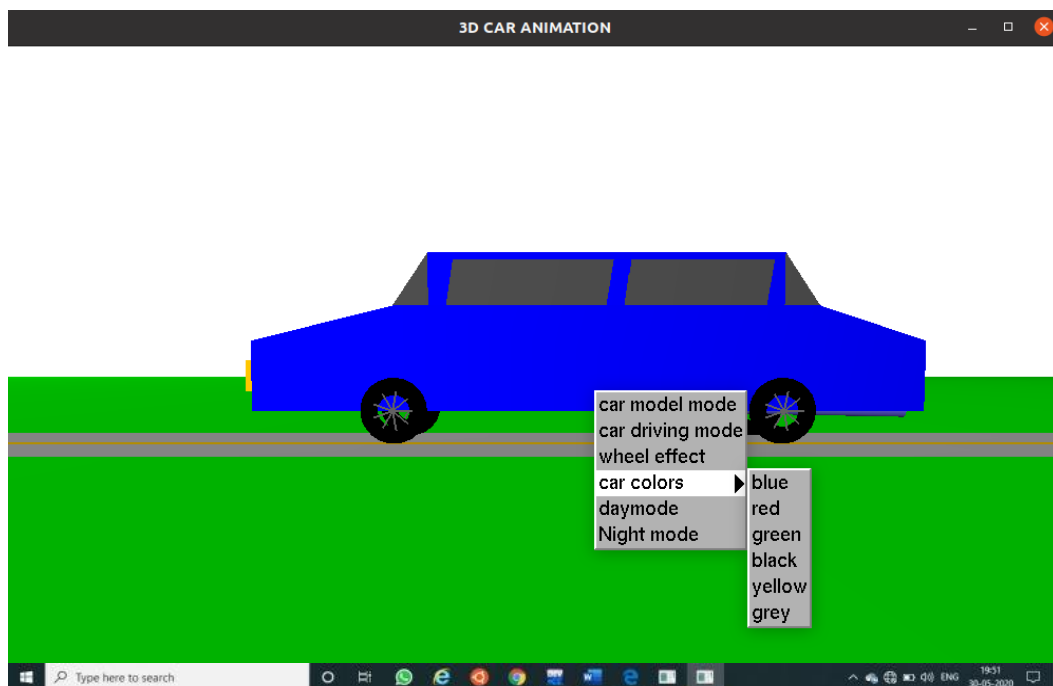 3D CAR ANIMATION
car model mode
car driving mode
wheel effect
car colors
daymode
Night mode
blue
red
green
black
yellow
grey
Type here to search
ENG
19:51
30-05-2020